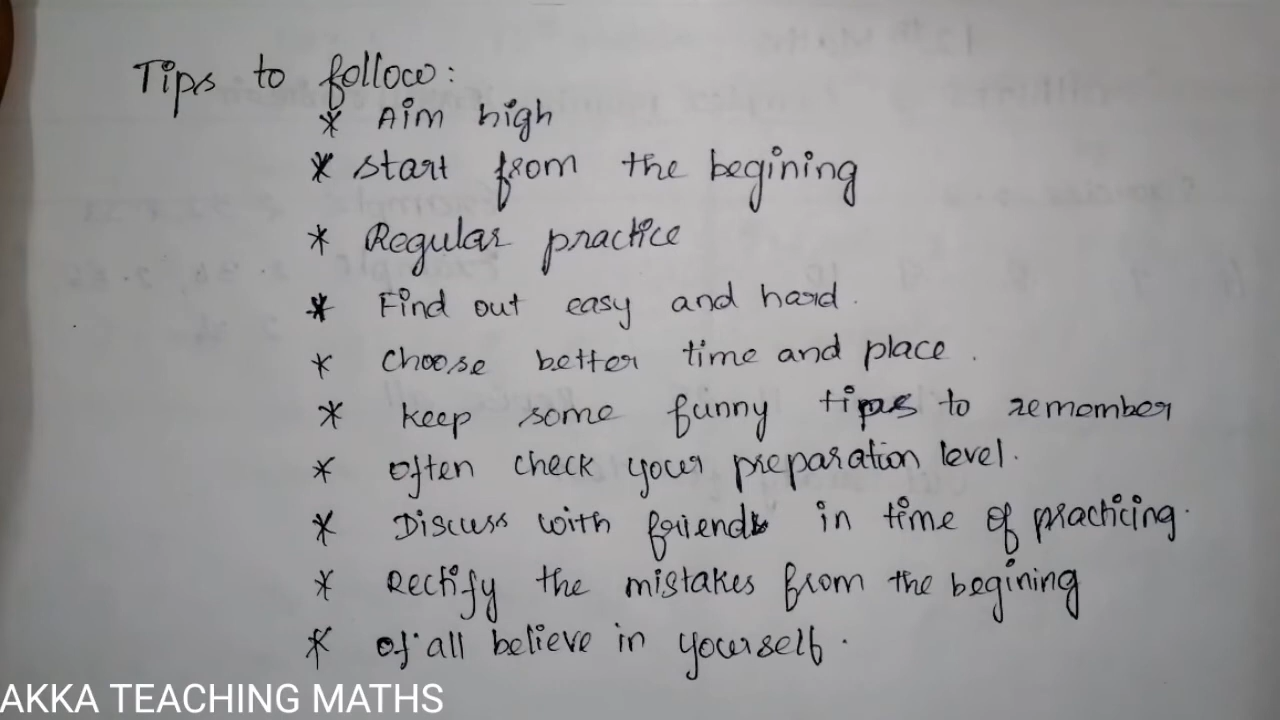 Tips to follow:
* Aim high
* start from the begining
* Regular practice
* Find out easy and hard.
* Choose better time and place.
* Keep some funny tips to remember
* Often check your preparation level.
* Discuss with friends in time of practicing.
* Rectify the mistakes from the begining
* of all believe in yourself.
AKKA TEACHING MATHS